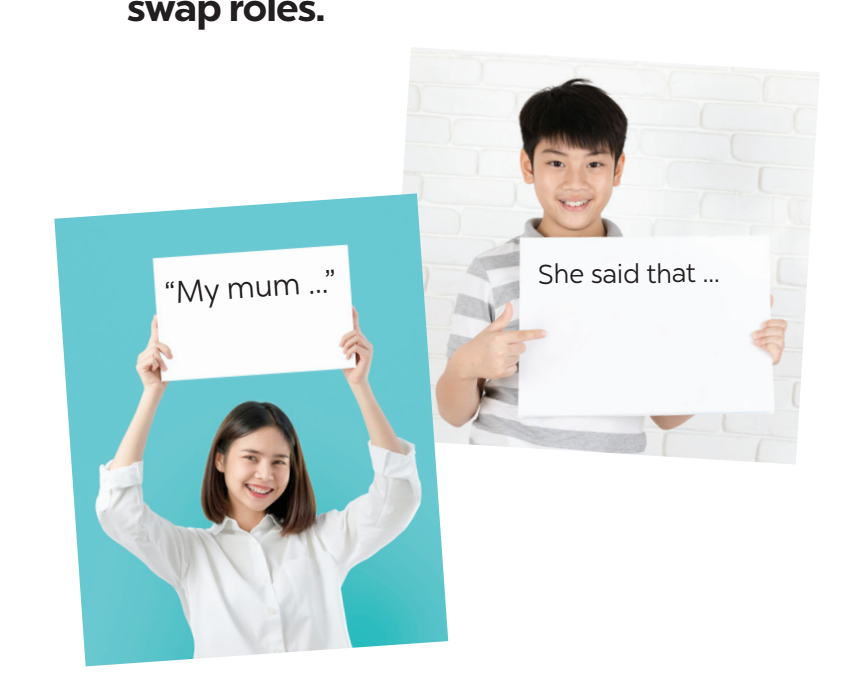 swap roles.
“My mum ...”
She said that ...